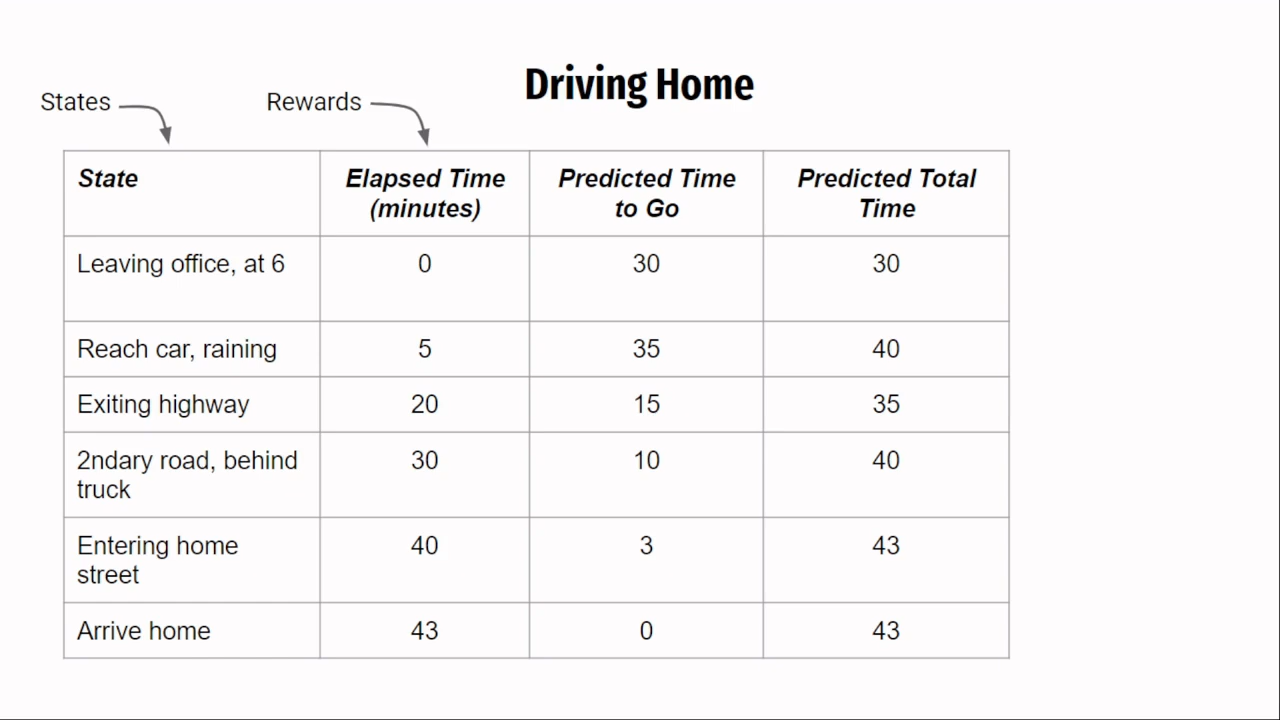 Driving Home
States
Rewards
State
Elapsed Time
(minutes)
Predicted Time
to Go
Predicted Total
Time
Leaving office, at 6
0
30
30
Reach car, raining
5
35
40
Exiting highway
20
15
35
2ndary road, behind
truck
30
10
40
Entering home
street
40
3
43
Arrive home
43
0
43